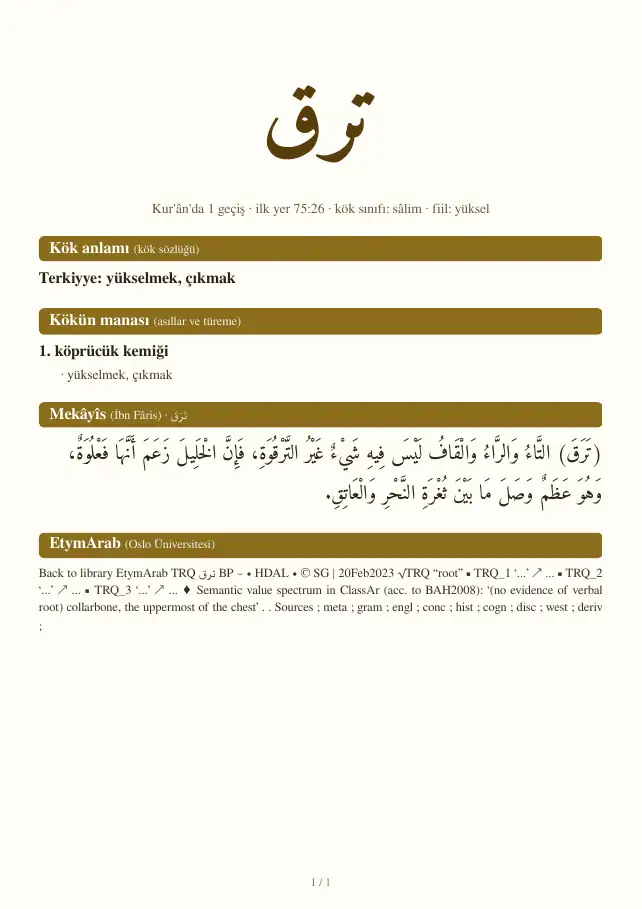 ترق
Kur'ân'da 1 geçiş · ilk yer 75:26 · kök sınıfı: sâlim · fiil: yüksel
Kök anlamı (kök sözlüğü)
Terkiyye: yükselmek, çıkmak
Kökün manası (asıllar ve türeme)
1. köprücük kemiği
· yükselmek, çıkmak
Mekâyîs (İbn Fâris) · تَرَقَ
(تَرَقَ) التَّاءُ وَالرَّاءُ وَالْقَافُ لَيْسَ فِيهِ شَيْءٌ غَيْرُ التَّرْقُوَةِ، فَإِنَّ الْخَلِيلَ زَعَمَ أَنَّهَا فَعْلُوَةٌ،
وَهُوَ عَظْمٌ وَصَلَ مَا بَيْنَ ثُغْرَةِ النَّحْرِ وَالْعَاتِقِ.
EtymArab (Oslo Üniversitesi)
Back to library EtymArab TRQ ترق BP – • HDAL • © SG | 20Feb2023 √TRQ “root” ▪ TRQ_1 ‘...’ ↗ ... ▪ TRQ_2
‘...’ ↗ ... ▪ TRQ_3 ‘...’ ↗ ... ♦ Semantic value spectrum in ClassAr (acc. to BAH2008): ‘(no evidence of verbal
root) collarbone, the uppermost of the chest’ . . Sources ; meta ; gram ; engl ; conc ; hist ; cogn ; disc ; west ; deriv
;
1 / 1